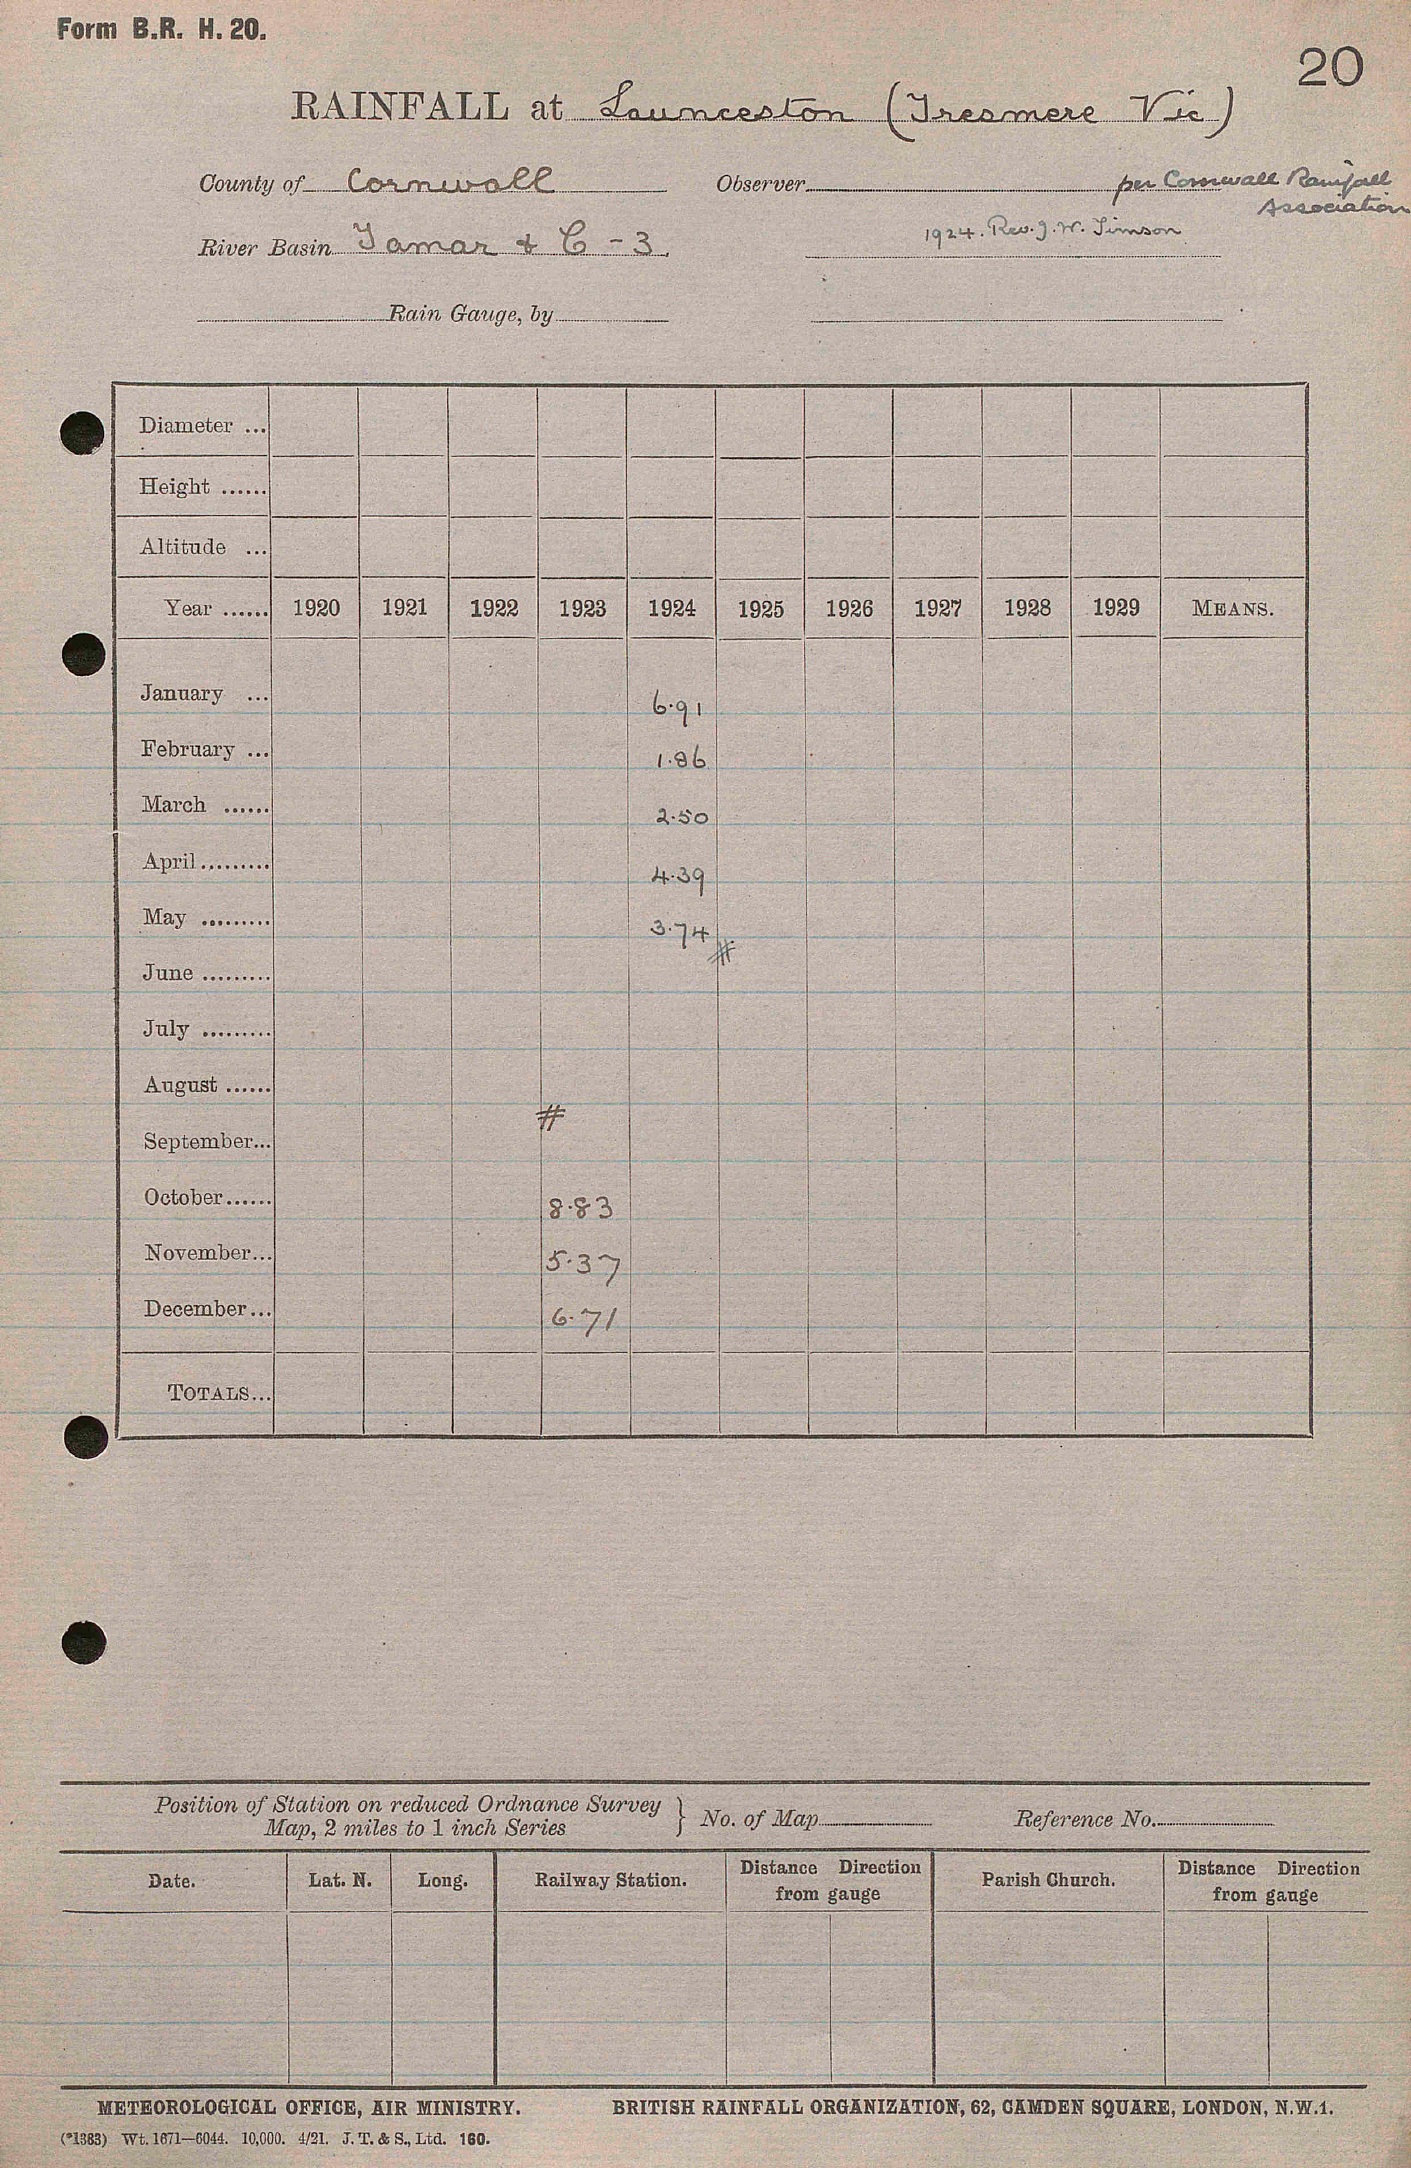 Form B.R. H. 20.
20
RAINFALL at Launceston (Tresmere Vic)
County of Cornwall Observer per Cornwall Rainfall
Association
River Basin Tamar & C - 3. 1924. Rev. J. W. Timson
Rain Gauge, by
Diameter ...
Height ......
Altitude ...
Year ...... 1920 1921 1922 1923 1924 1925 1926 1927 1928 1929 MEANS.
January ... 6.91
February ... 1.86
March ...... 2.50
April ......... 4.39
May ......... 3.74
#
June .........
July .........
August ......
#
September...
October...... 8.83
November... 5.37
December... 6.71
TOTALS...
Position of Station on reduced Ordnance Survey
Map, 2 miles to 1 inch Series } No. of Map Reference No.
Date. Lat. N. Long. Railway Station. Distance Direction from gauge Parish Church. Distance Direction from gauge
METEOROLOGICAL OFFICE, AIR MINISTRY. BRITISH RAINFALL ORGANIZATION, 62, CAMDEN SQUARE, LONDON, N.W.1.
(*1383) Wt. 1671—6044. 10,000. 4/21. J. T. & S., Ltd. 160.